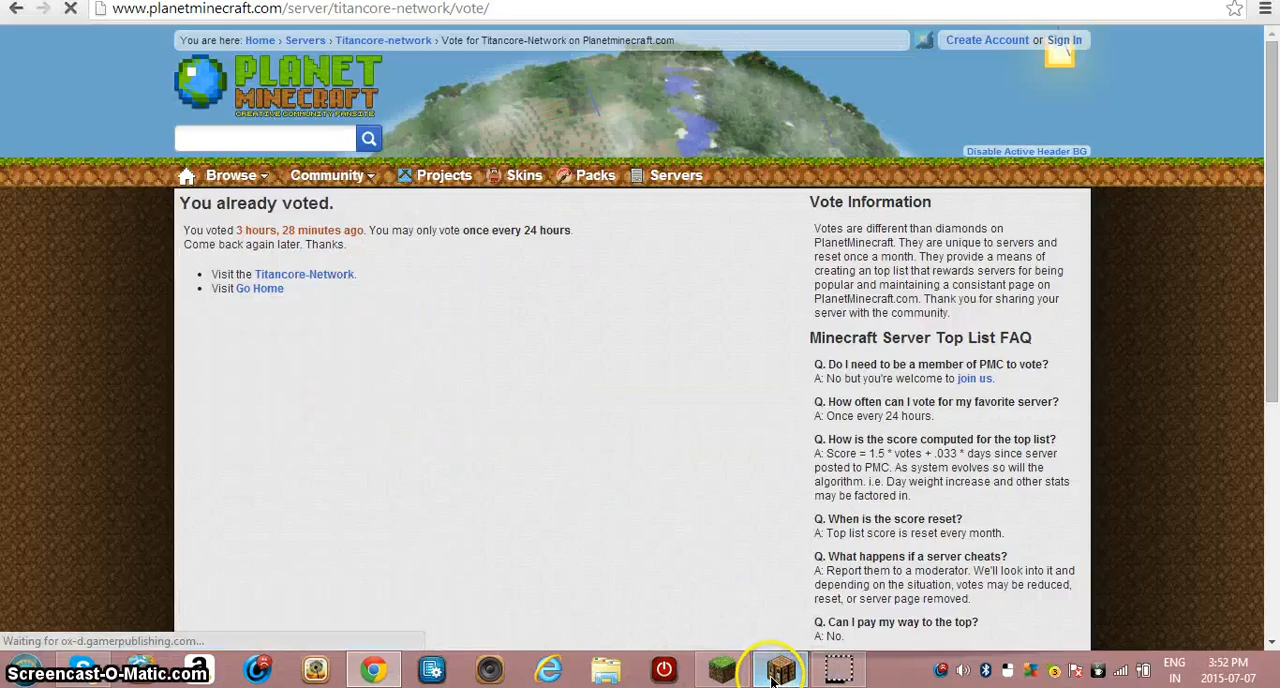 www.planetminecraft.com/server/titancore-network/vote/
You are here: Home › Servers › Titancore-network › Vote for Titancore-Network on Planetminecraft.com
Create Account or Sign In
PLANET
MINECRAFT
CREATIVE COMMUNITY FANSITE
Disable Active Header BG
Browse
Community
Projects
Skins
Packs
Servers
You already voted.
You voted 3 hours, 28 minutes ago. You may only vote once every 24 hours.
Come back again later. Thanks.
• Visit the Titancore-Network.
• Visit Go Home
Vote Information
Votes are different than diamonds on
PlanetMinecraft. They are unique to servers and
reset once a month. They provide a means of
creating an top list that rewards servers for being
popular and maintaining a consistant page on
PlanetMinecraft.com. Thank you for sharing your
server with the community.
Minecraft Server Top List FAQ
Q. Do I need to be a member of PMC to vote?
A: No but you're welcome to join us.
Q. How often can I vote for my favorite server?
A: Once every 24 hours.
Q. How is the score computed for the top list?
A: Score = 1.5 * votes + .033 * days since server
posted to PMC. As system evolves so will the
algorithm. i.e. Day weight increase and other stats
may be factored in.
Q. When is the score reset?
A: Top list score is reset every month.
Q. What happens if a server cheats?
A: Report them to a moderator. We'll look into it and
depending on the situation, votes may be reduced,
reset, or server page removed.
Q. Can I pay my way to the top?
A: No.
Waiting for ox-d.gamerpublishing.com...
Screencast-O-Matic.com
ENG
IN
3:52 PM
2015-07-07